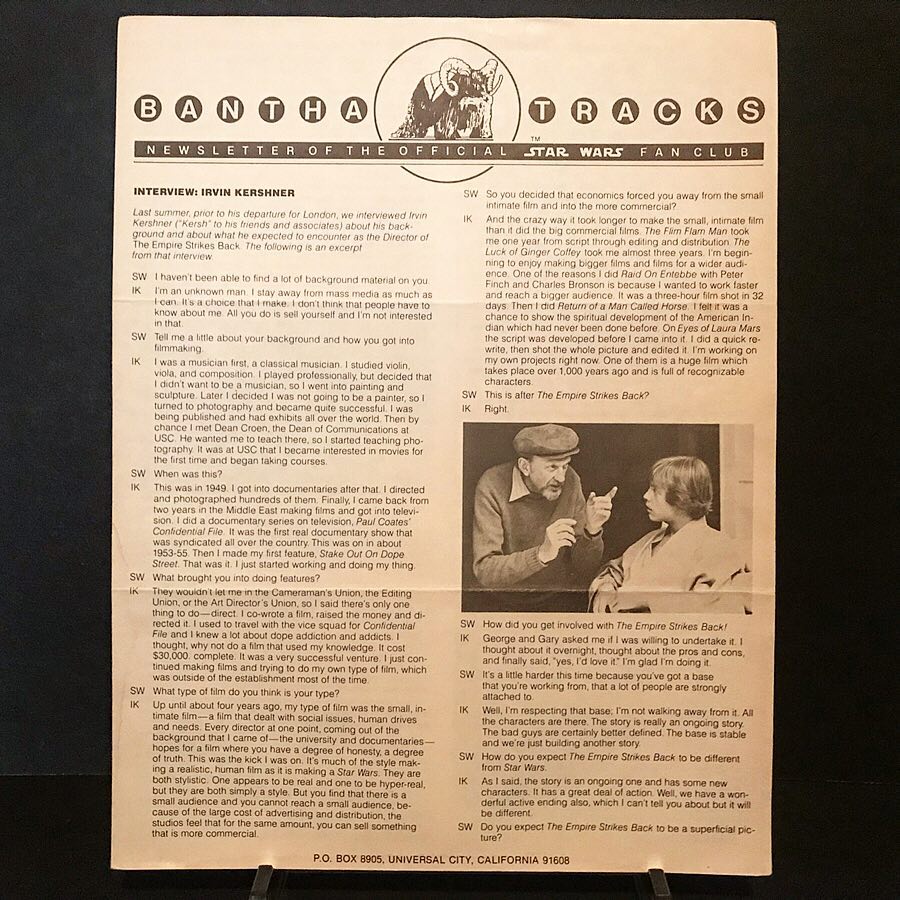 BANTHA TRACKS
NEWSLETTER OF THE OFFICIAL STAR WARS™ FAN CLUB
INTERVIEW: IRVIN KERSHNER
Last summer, prior to his departure for London, we interviewed Irvin
Kershner ("Kersh" to his friends and associates) about his back-
ground and about what he expected to encounter as the Director of
The Empire Strikes Back. The following is an excerpt
from that interview.
SW I haven't been able to find a lot of background material on you.
IK I'm an unknown man. I stay away from mass media as much as
I can. It's a choice that I make. I don't think that people have to
know about me. All you do is sell yourself and I'm not interested
in that.
SW Tell me a little about your background and how you got into
filmmaking.
IK I was a musician first, a classical musician. I studied violin,
viola, and composition. I played professionally, but decided that
I didn't want to be a musician, so I went into painting and
sculpture. Later I decided I was not going to be a painter, so I
turned to photography and became quite successful. I was
being published and had exhibits all over the world. Then by
chance I met Dean Croen, the Dean of Communications at
USC. He wanted me to teach there, so I started teaching pho-
tography. It was at USC that I became interested in movies for
the first time and began taking courses.
SW When was this?
IK This was in 1949. I got into documentaries after that. I directed
and photographed hundreds of them. Finally, I came back from
two years in the Middle East making films and got into televi-
sion. I did a documentary series on television, Paul Coates'
Confidential File. It was the first real documentary show that
was syndicated all over the country. This was on in about
1953-55. Then I made my first feature, Stake Out On Dope
Street. That was it. I just started working and doing my thing.
SW What brought you into doing features?
IK They wouldn't let me in the Cameraman's Union, the Editing
Union, or the Art Director's Union, so I said there's only one
thing to do—direct. I co-wrote a film, raised the money and di-
rected it. I used to travel with the vice squad for Confidential
File and I knew a lot about dope addiction and addicts. I
thought, why not do a film that used my knowledge. It cost
$30,000. complete. It was a very successful venture. I just con-
tinued making films and trying to do my own type of film, which
was outside of the establishment most of the time.
SW What type of film do you think is your type?
IK Up until about four years ago, my type of film was the small, in-
timate film—a film that dealt with social issues, human drives
and needs. Every director at one point, coming out of the
background that I came of—the university and documentaries—
hopes for a film where you have a degree of honesty, a degree
of truth. This was the kick I was on. It's much of the style mak-
ing a realistic, human film as it is making a Star Wars. They are
both stylistic. One appears to be real and one to be hyper-real,
but they are both simply a style. But you find that there is a
small audience and you cannot reach a small audience, be-
cause of the large cost of advertising and distribution, the
studios feel that for the same amount, you can sell something
that is more commercial.
SW So you decided that economics forced you away from the small
intimate film and into the more commercial?
IK And the crazy way it took longer to make the small, intimate film
than it did the big commercial films. The Flim Flam Man took
me one year from script through editing and distribution. The
Luck of Ginger Coffey took me almost three years. I'm begin-
ning to enjoy making bigger films and films for a wider audi-
ence. One of the reasons I did Raid On Entebbe with Peter
Finch and Charles Bronson is because I wanted to work faster
and reach a bigger audience. It was a three-hour film shot in 32
days. Then I did Return of a Man Called Horse. I felt it was a
chance to show the spiritual development of the American In-
dian which had never been done before. On Eyes of Laura Mars
the script was developed before I came into it. I did a quick re-
write, then shot the whole picture and edited it. I'm working on
my own projects right now. One of them is a huge film which
takes place over 1,000 years ago and is full of recognizable
characters.
SW This is after The Empire Strikes Back?
IK Right.
SW How did you get involved with The Empire Strikes Back!
IK George and Gary asked me if I was willing to undertake it. I
thought about it overnight, thought about the pros and cons,
and finally said, "yes, I'd love it." I'm glad I'm doing it.
SW It's a little harder this time because you've got a base
that you're working from, that a lot of people are strongly
attached to.
IK Well, I'm respecting that base; I'm not walking away from it. All
the characters are there. The story is really an ongoing story.
The bad guys are certainly better defined. The base is stable
and we're just building another story.
SW How do you expect The Empire Strikes Back to be different
from Star Wars.
IK As I said, the story is an ongoing one and has some new
characters. It has a great deal of action. Well, we have a won-
derful active ending also, which I can't tell you about but it will
be different.
SW Do you expect The Empire Strikes Back to be a superficial pic-
ture?
P.O. BOX 8905, UNIVERSAL CITY, CALIFORNIA 91608